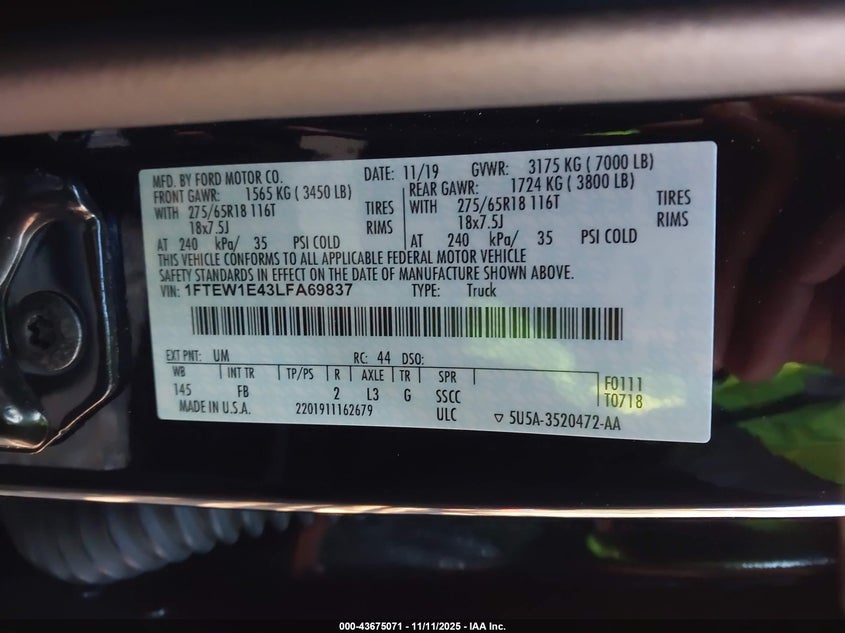 MFD. BY FORD MOTOR CO. DATE: 11/19 GVWR: 3175 KG ( 7000 LB)
FRONT GAWR: 1565 KG ( 3450 LB) REAR GAWR: 1724 KG ( 3800 LB)
WITH 275/65R18 116T TIRES WITH 275/65R18 116T TIRES
18x7.5J RIMS 18x7.5J RIMS
AT 240 kPa/ 35 PSI COLD AT 240 kPa/ 35 PSI COLD
THIS VEHICLE CONFORMS TO ALL APPLICABLE FEDERAL MOTOR VEHICLE
SAFETY STANDARDS IN EFFECT ON THE DATE OF MANUFACTURE SHOWN ABOVE.
VIN: 1FTEW1E43LFA69837 TYPE: Truck
EXT PNT: UM RC: 44 DSO:
WB INT TR TP/PS R AXLE TR SPR F0111
145 FB 2 L3 G SSCC T0718
MADE IN U.S.A. 2201911162679 ULC ▽ 5U5A-3520472-AA
000-43675071 - 11/11/2025 - IAA Inc.